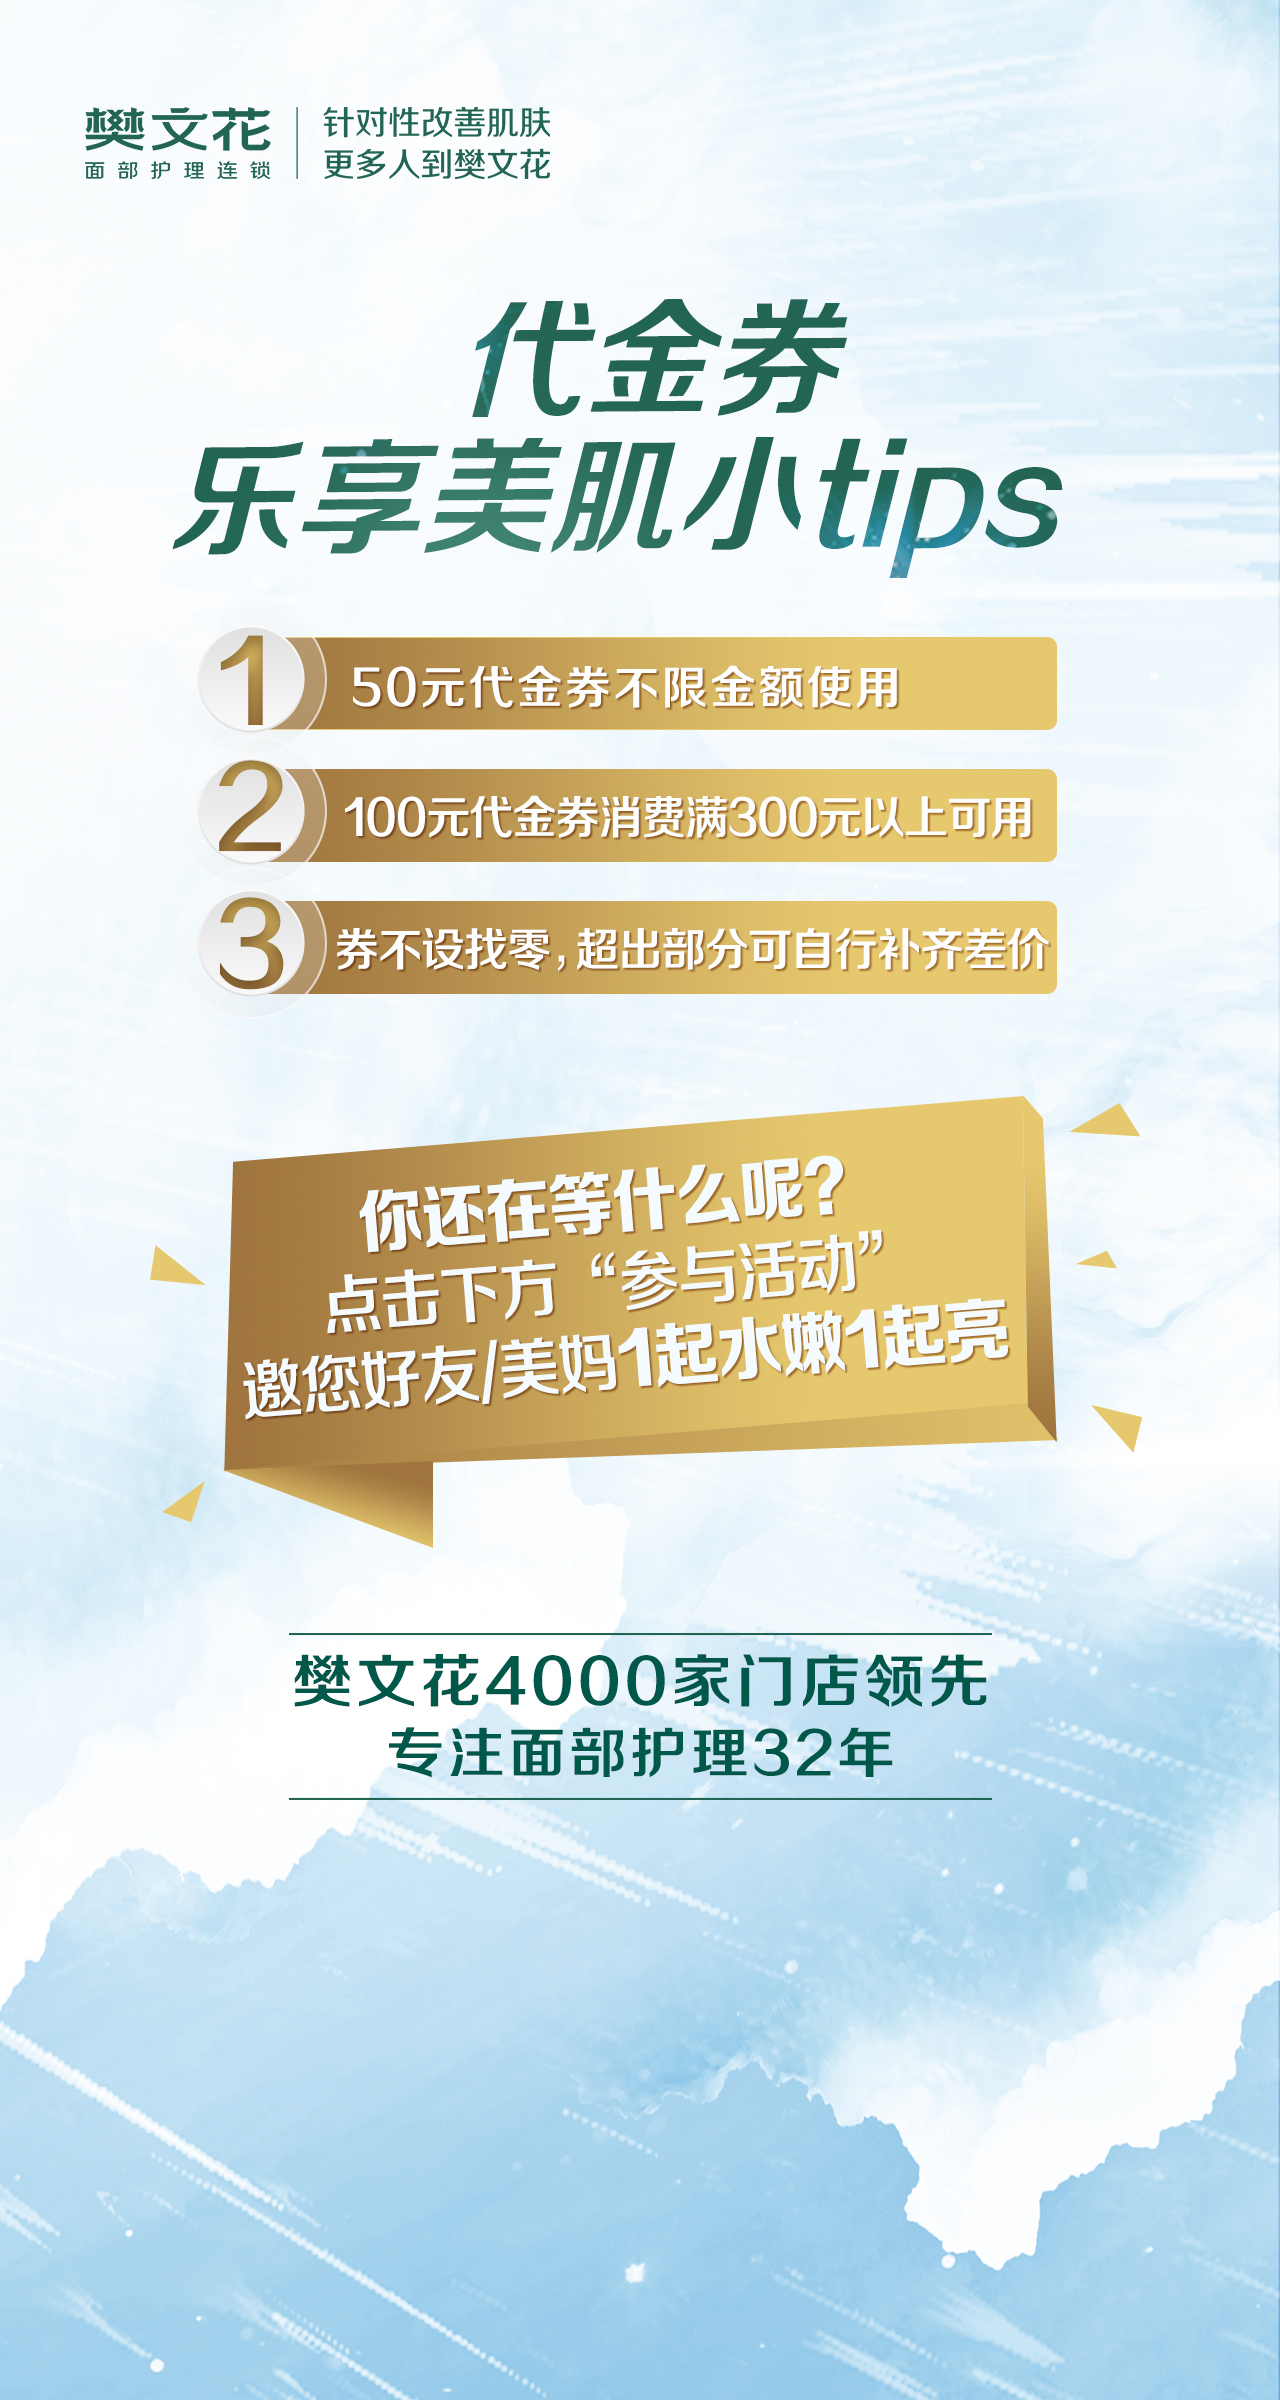 樊文花
面部护理连锁
针对性改善肌肤
更多人到樊文花
代金券
乐享美肌小tips
1 50元代金券不限金额使用
2 100元代金券消费满300元以上可用
3 券不设找零，超出部分可自行补齐差价
你还在等什么呢？
点击下方“参与活动”
邀您好友/美妈1起水嫩1起亮
樊文花4000家门店领先
专注面部护理32年